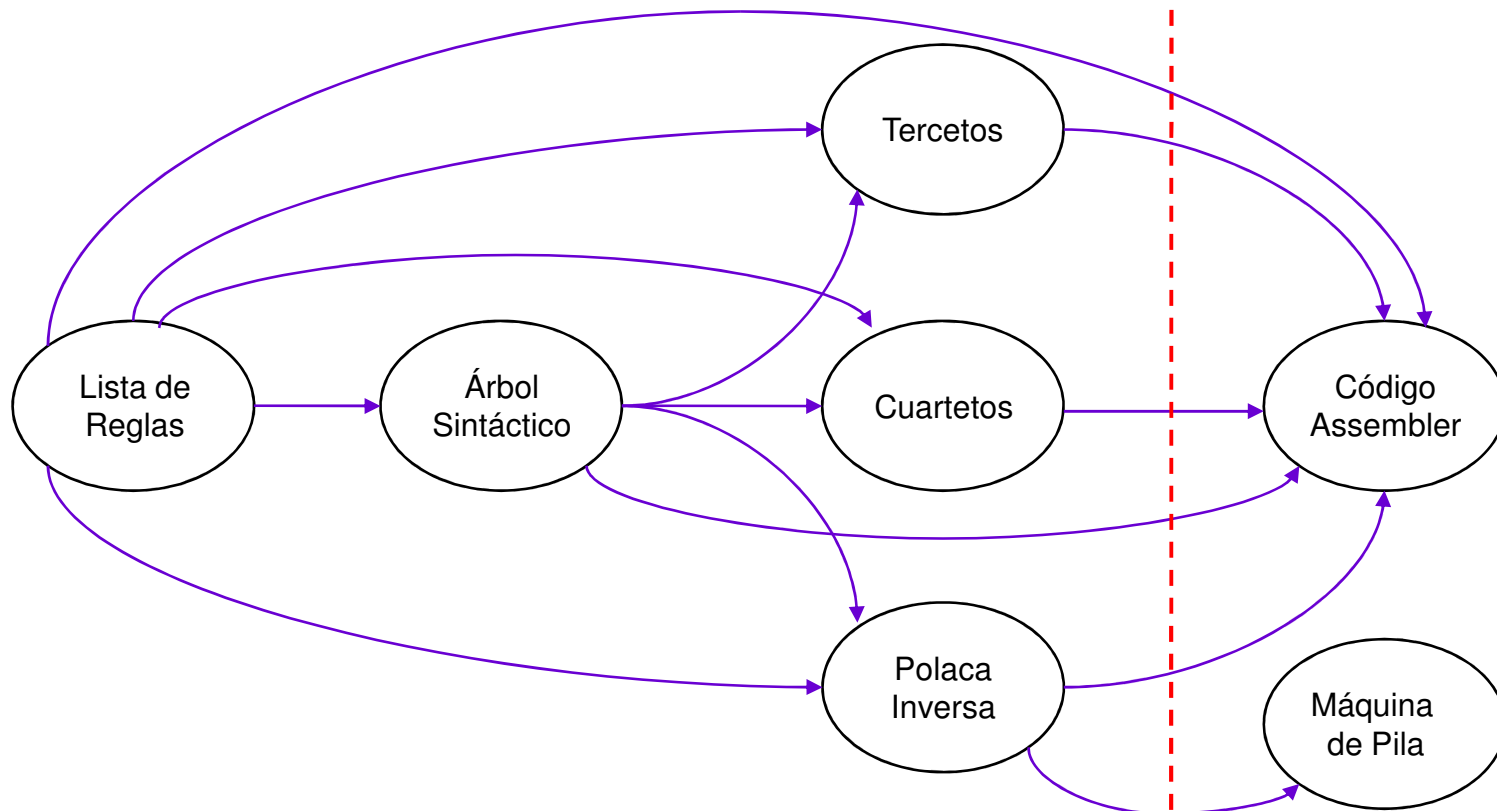 Tercetos
Lista de
Reglas
Árbol
Sintáctico
Cuartetos
Código
Assembler
Polaca
Inversa
Máquina
de Pila